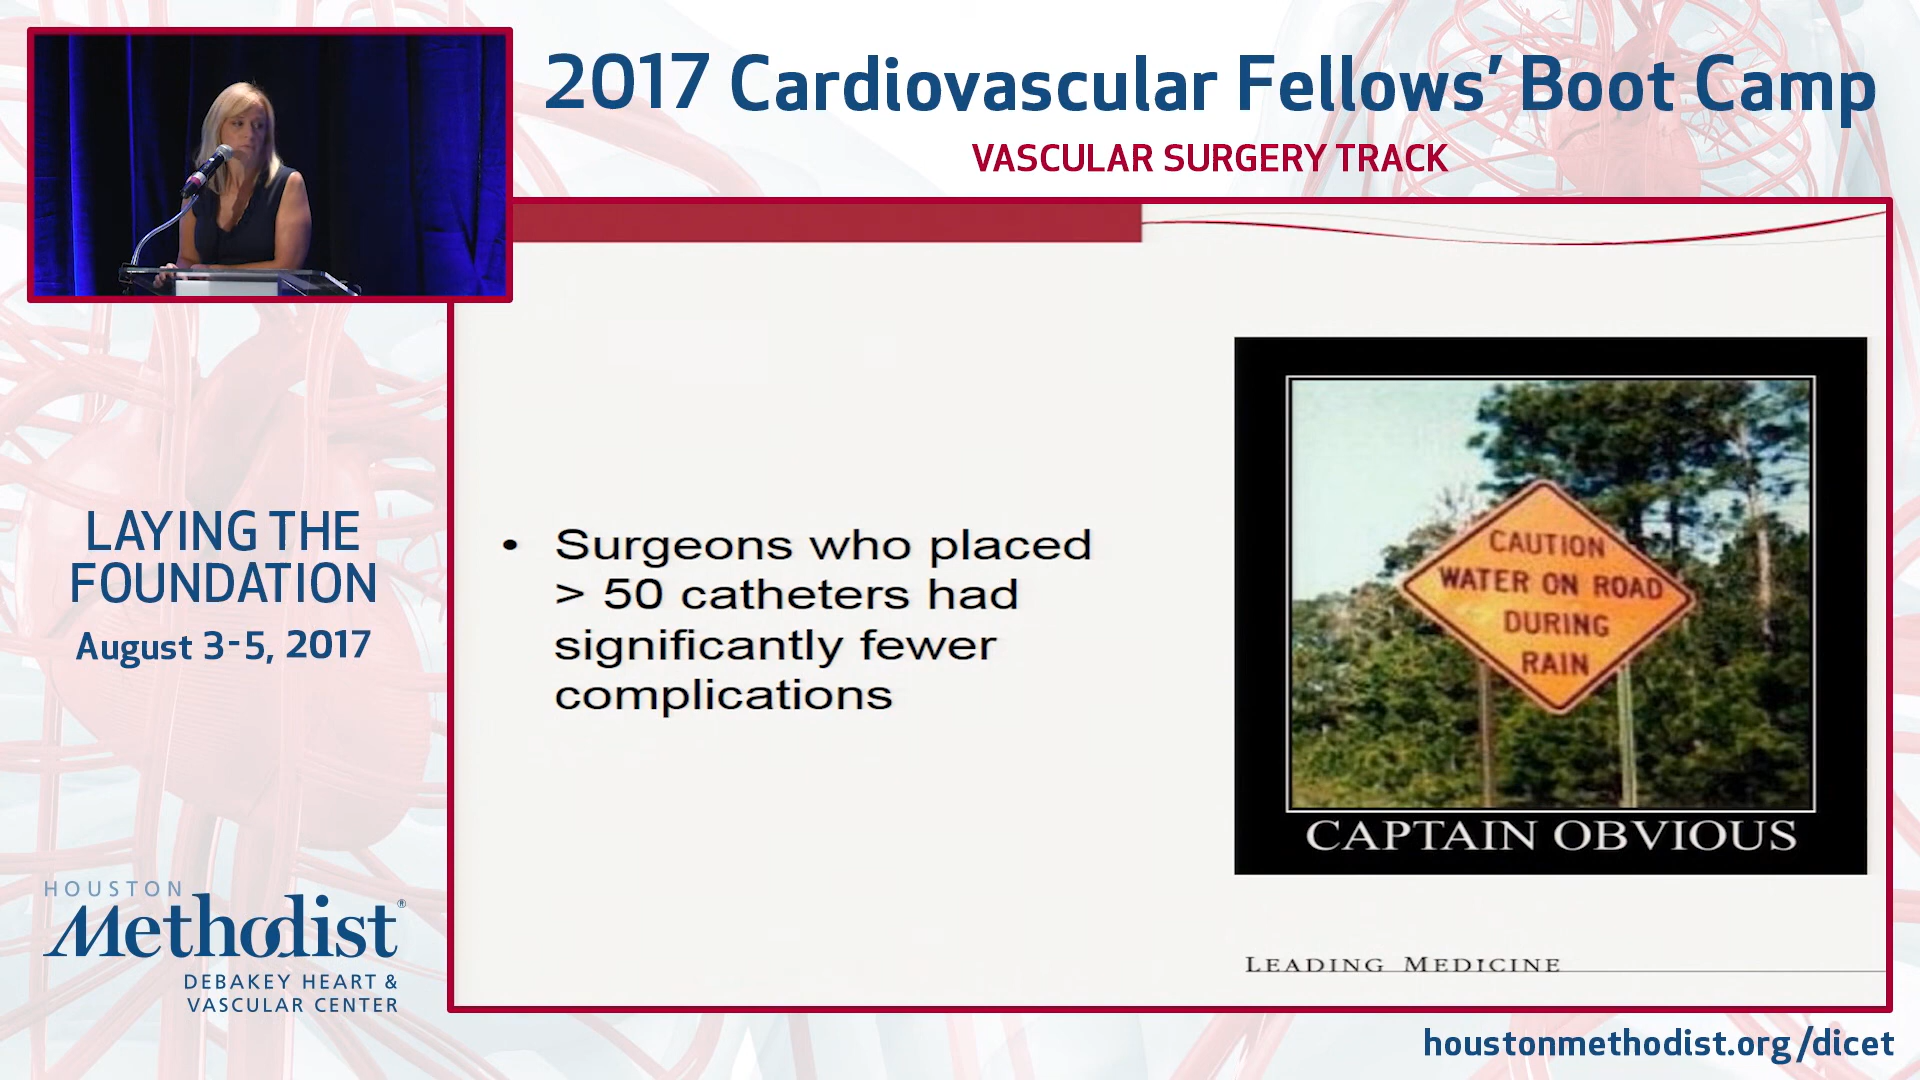 2017 Cardiovascular Fellows’ Boot Camp
VASCULAR SURGERY TRACK
LAYING THE
FOUNDATION
August 3-5, 2017
• Surgeons who placed
> 50 catheters had
significantly fewer
complications
CAUTION
WATER ON ROAD
DURING
RAIN
CAPTAIN OBVIOUS
LEADING MEDICINE
HOUSTON
Methodist®
DEBAKEY HEART &
VASCULAR CENTER
houstonmethodist.org/dicet